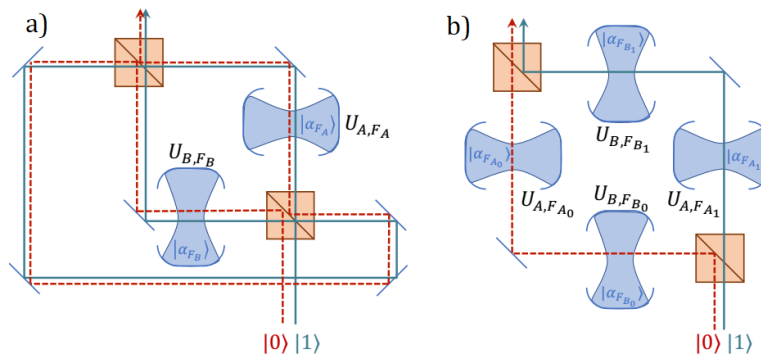 a)
|α_{F_A}⟩
U_{A,F_A}
U_{B,F_B}
|α_{F_B}⟩
|0⟩ |1⟩
b)
|α_{F_{B_1}}⟩
U_{B,F_{B_1}}
|α_{F_{A_0}}⟩
|α_{F_{A_1}}⟩
U_{A,F_{A_0}}
U_{B,F_{B_0}}
U_{A,F_{A_1}}
|α_{F_{B_0}}⟩
|0⟩ |1⟩